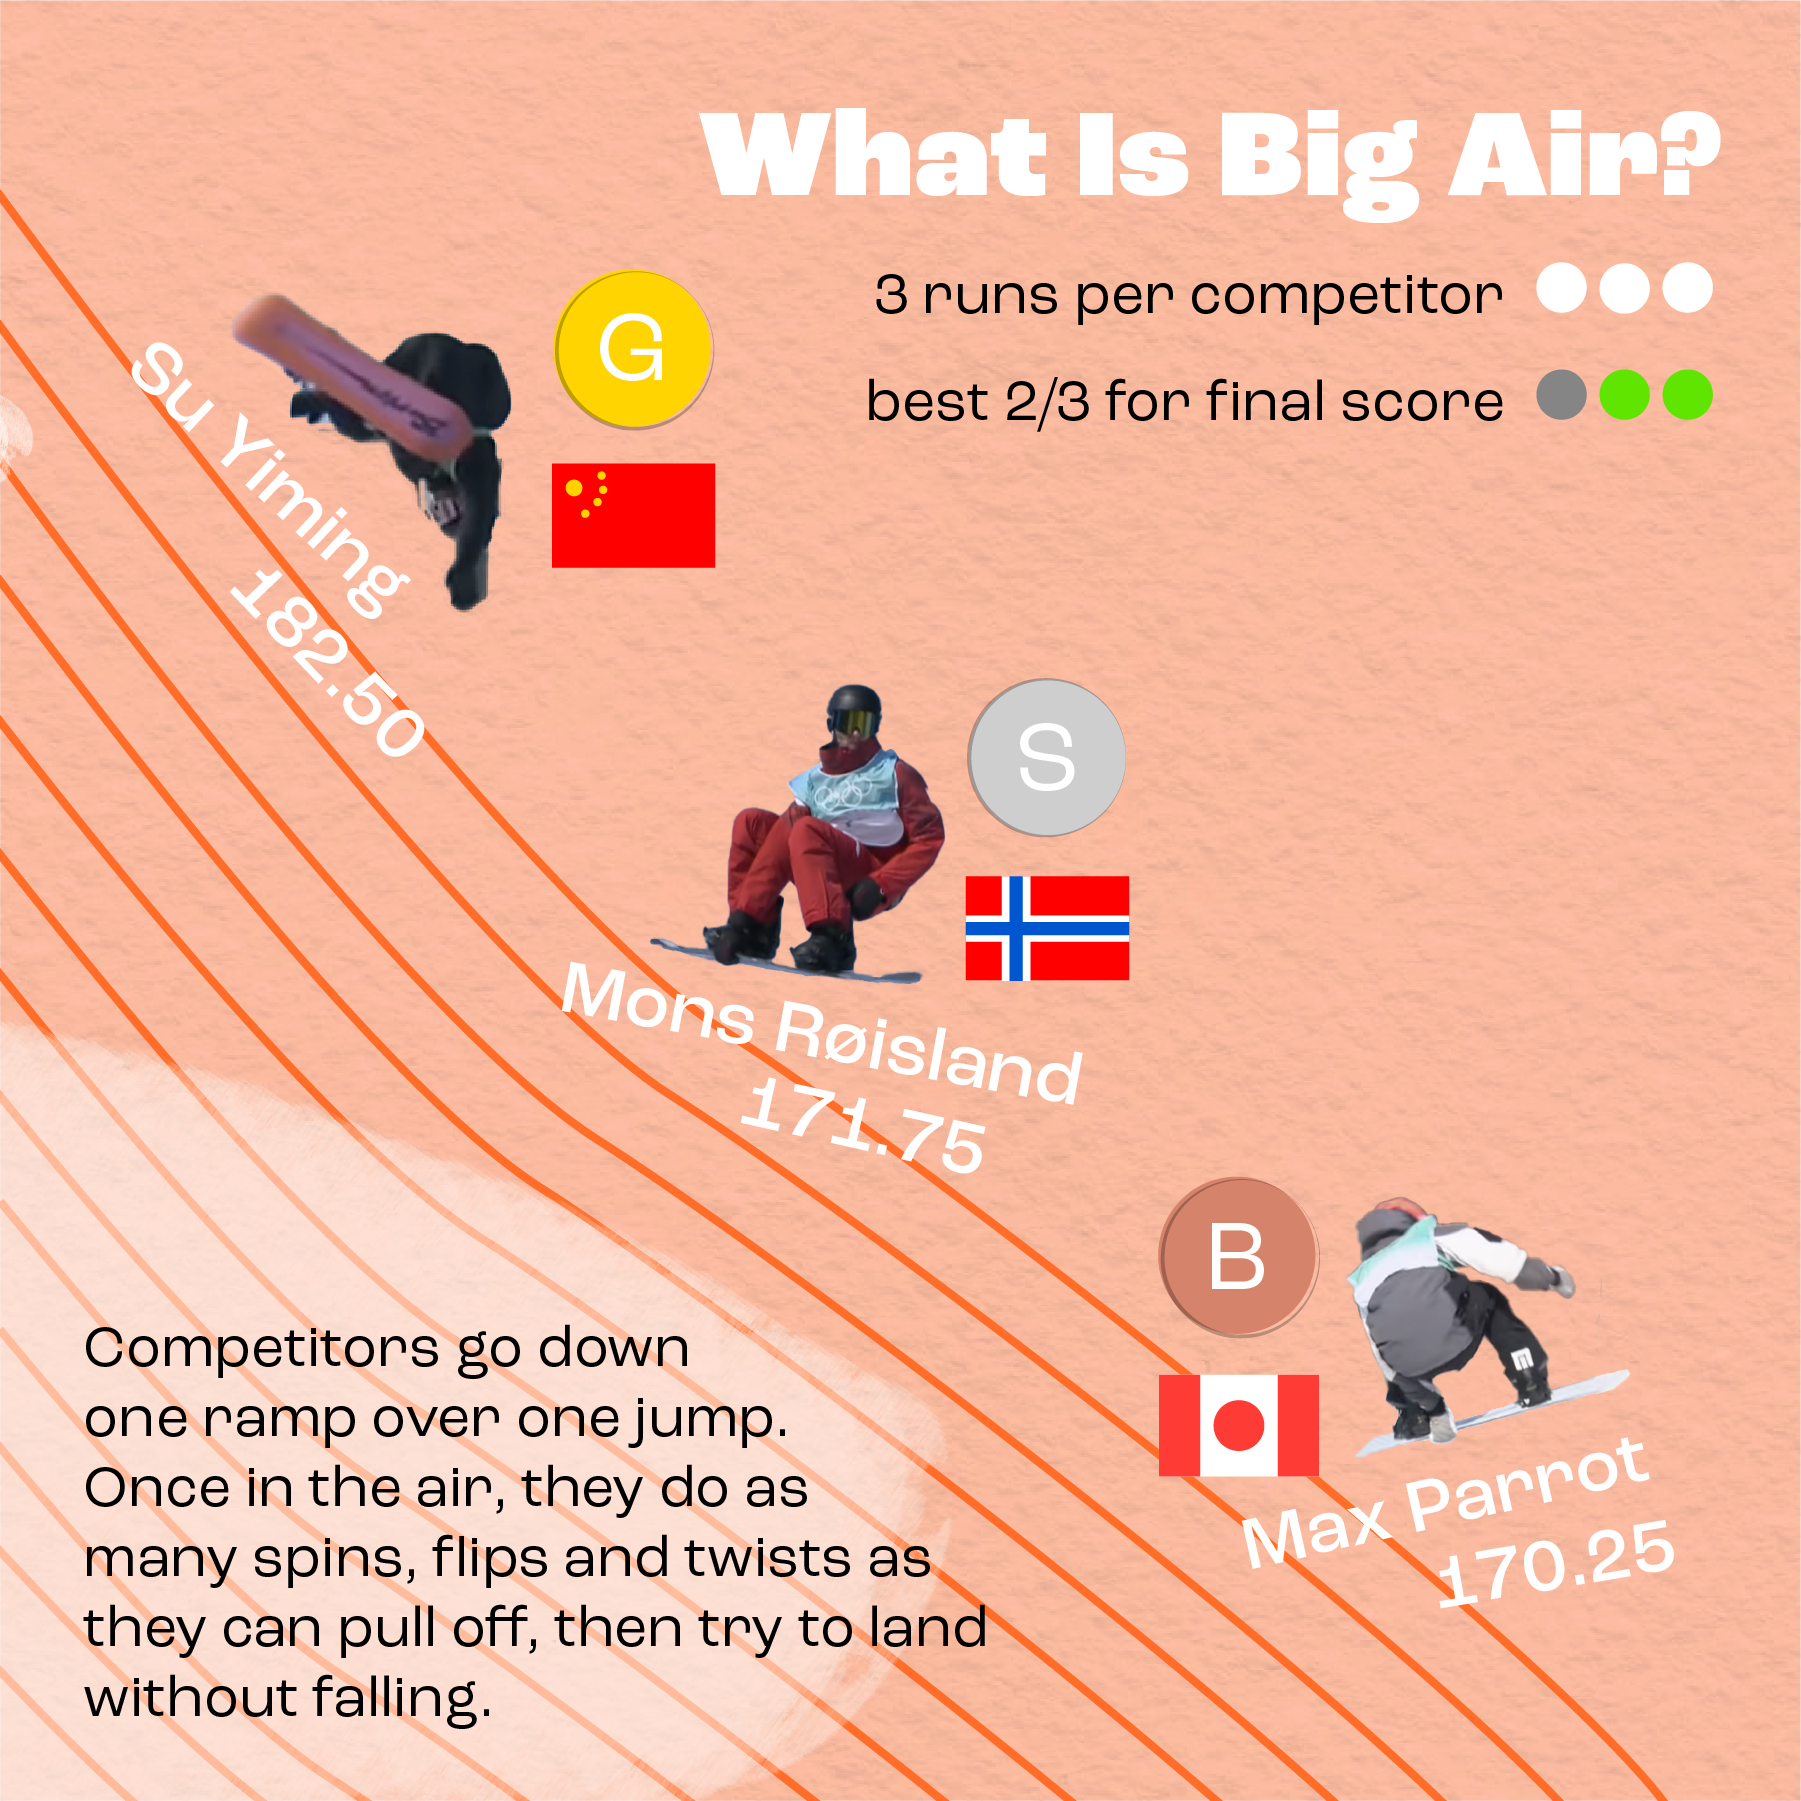 What Is Big Air?
3 runs per competitor
best 2/3 for final score
G
Su Yiming
182.50
S
Mons Røisland
171.75
B
Max Parrot
170.25
Competitors go down
one ramp over one jump.
Once in the air, they do as
many spins, flips and twists as
they can pull off, then try to land
without falling.